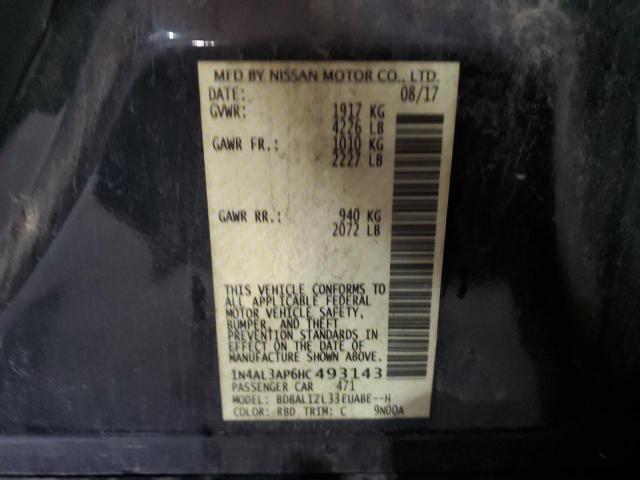 MFD BY NISSAN MOTOR CO., LTD.
DATE: 08/17
GVWR: 1917 KG
4226 LB
GAWR FR.: 1010 KG
2227 LB
GAWR RR.: 940 KG
2072 LB
THIS VEHICLE CONFORMS TO
ALL APPLICABLE FEDERAL
MOTOR VEHICLE SAFETY,
BUMPER, AND THEFT
PREVENTION STANDARDS IN
EFFECT ON THE DATE OF
MANUFACTURE SHOWN ABOVE.
1N4AL3AP6HC493143
PASSENGER CAR 471
MODEL: BDBALIZL33EUABE--H
COLOR: RBD TRIM: C 9N00A